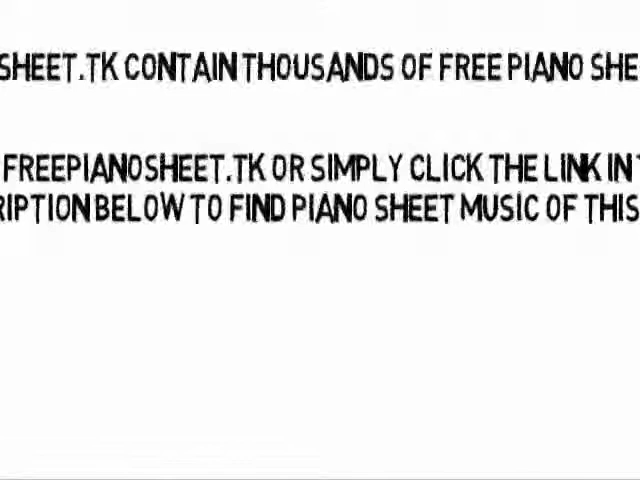 SHEET.TK CONTAIN THOUSANDS OF FREE PIANO SHE
FREEPIANOSHEET.TK OR SIMPLY CLICK THE LINK IN
RIPTION BELOW TO FIND PIANO SHEET MUSIC OF THIS